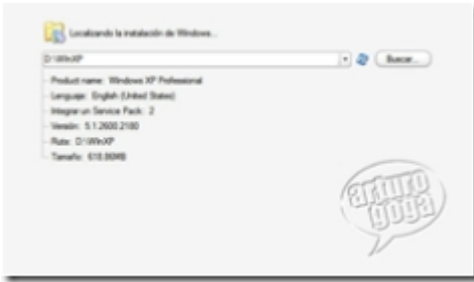 Localizando la instalación de Windows...
D:\WinXP Buscar...
Product name: Windows XP Professional
Language: English (United States)
Integrar un Service Pack: 2
Versión: 5.1.2600.2180
Ruta: D:\WinXP
Tamaño: 618.86MB
arturo
goga